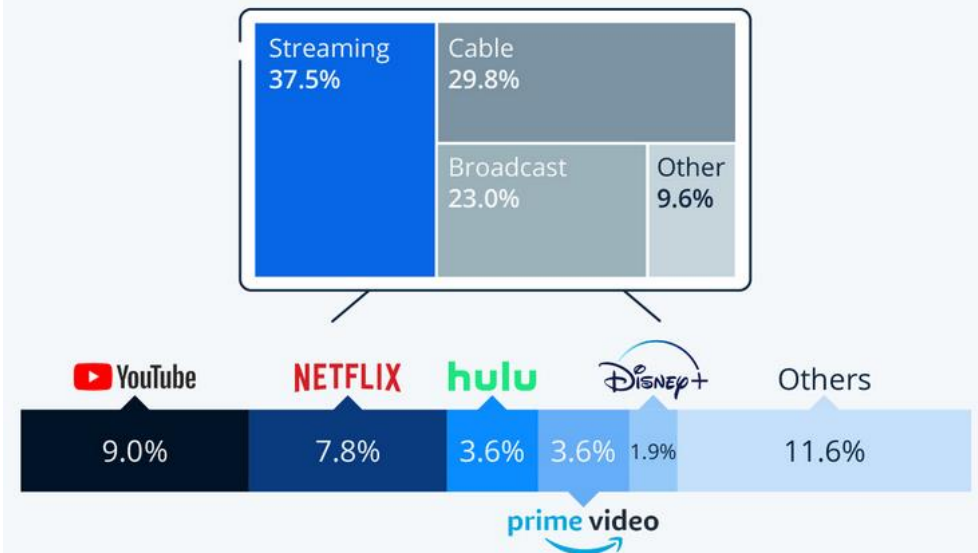 Streaming
37.5%
Cable
29.8%
Broadcast
23.0%
Other
9.6%
YouTube
NETFLIX
hulu
Disney+
Others
9.0%
7.8%
3.6%
3.6%
1.9%
11.6%
prime video